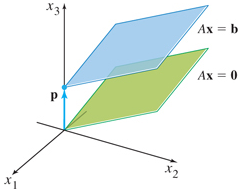 x₃
Ax = b
Ax = 0
p
x₂
x₁